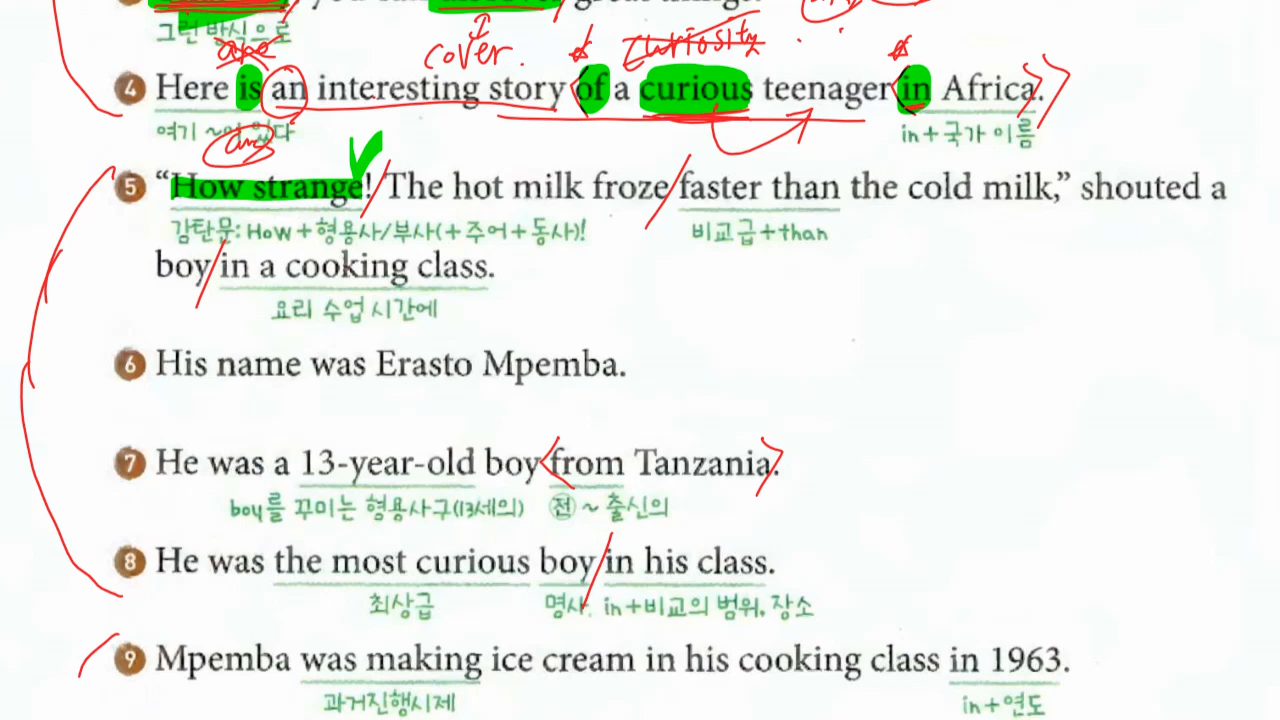 그런 방식으로
are
cover.
curiosity
④ Here is an interesting story of a curious teenager in Africa.
여기 ~이 있다
in+국가 이름
are
⑤ “How strange! The hot milk froze faster than the cold milk,” shouted a
감탄문: How+형용사/부사(+주어+동사)!
비교급+than
boy in a cooking class.
요리 수업 시간에
⑥ His name was Erasto Mpemba.
⑦ He was a 13-year-old boy from Tanzania.
boy를 꾸미는 형용사구(13세의)
전 ~ 출신의
⑧ He was the most curious boy in his class.
최상급
명사
in+비교의 범위, 장소
⑨ Mpemba was making ice cream in his cooking class in 1963.
과거진행시제
in+연도